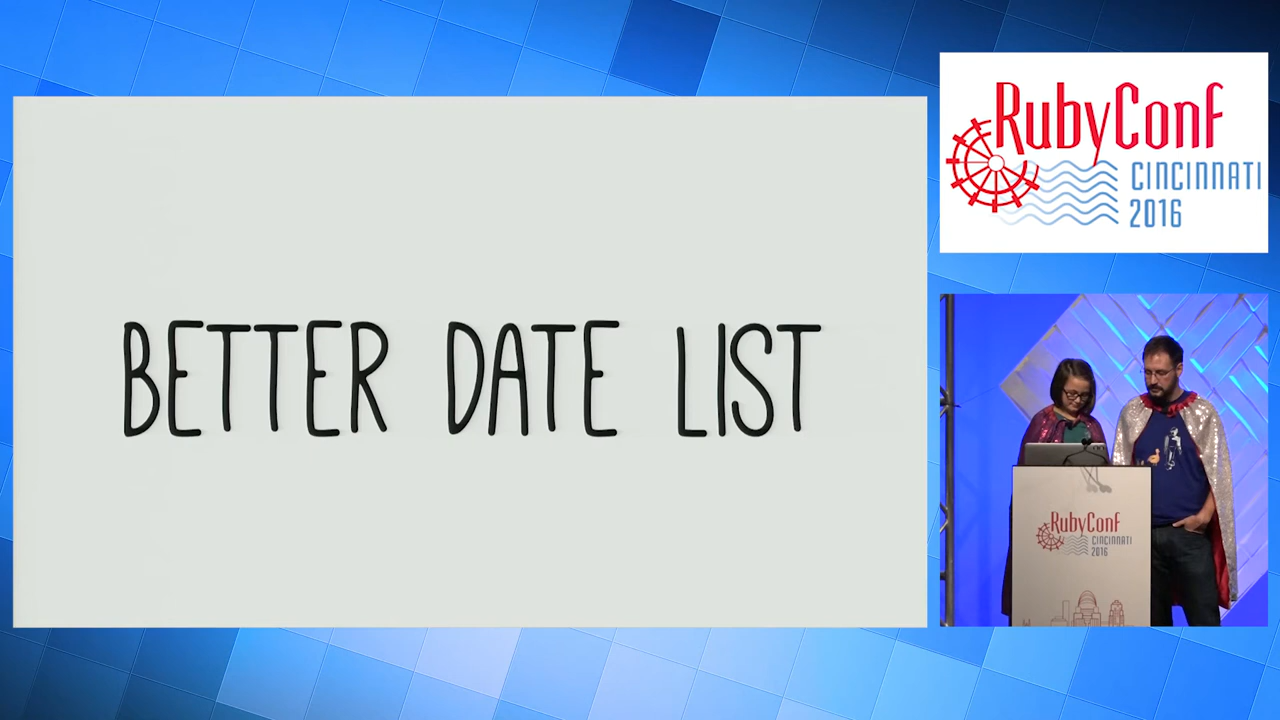 BETTER DATE LIST
RubyConf
CINCINNATI
2016
RubyConf
CINCINNATI
2016